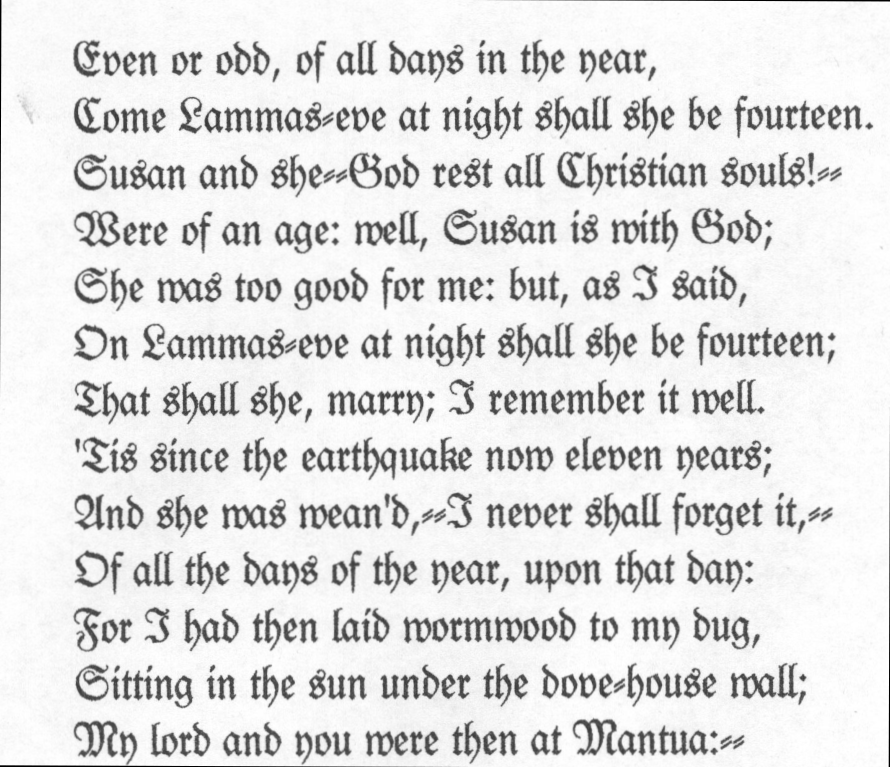 Even or odd, of all days in the year,
Come Lammas-eve at night shall she be fourteen.
Susan and she--God rest all Christian souls!--
Were of an age: well, Susan is with God;
She was too good for me: but, as I said,
On Lammas-eve at night shall she be fourteen;
That shall she, marry; I remember it well.
'Tis since the earthquake now eleven years;
And she was wean'd,--I never shall forget it,--
Of all the days of the year, upon that day:
For I had then laid wormwood to my dug,
Sitting in the sun under the dove-house wall;
My lord and you were then at Mantua:--